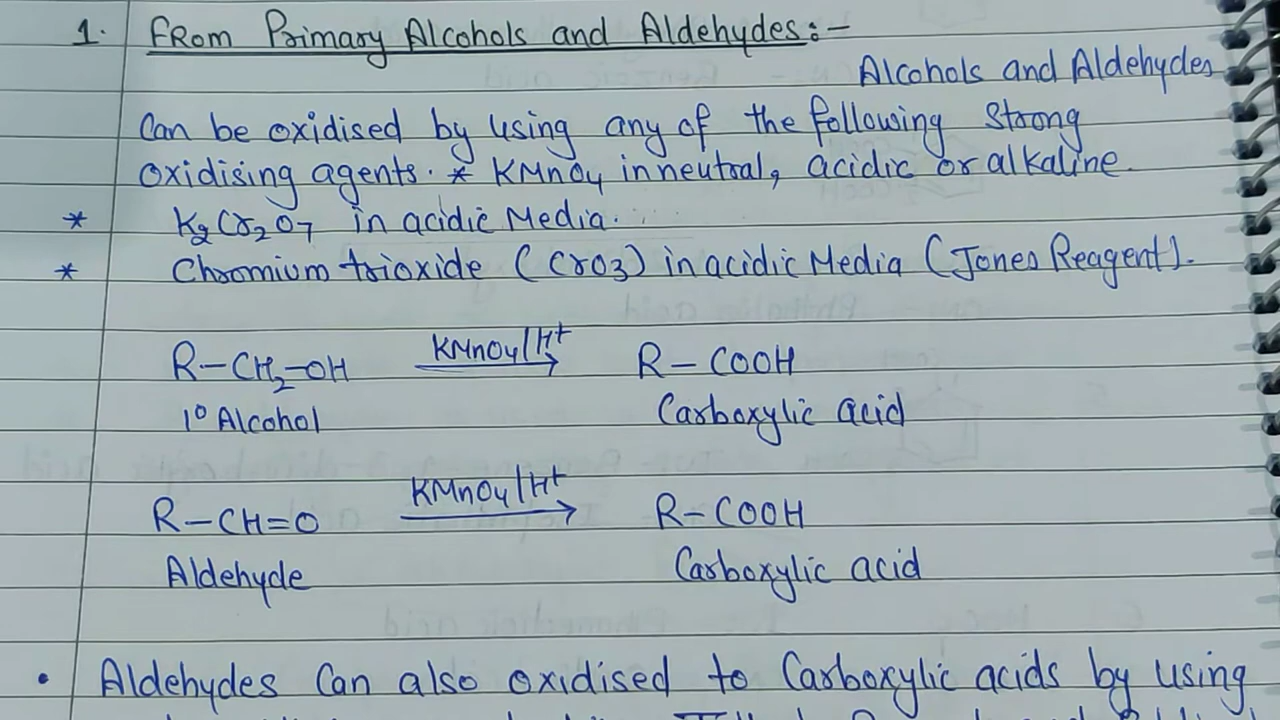 1. From Primary Alcohols and Aldehydes:-
Alcohols and Aldehydes
Can be oxidised by using any of the following strong
oxidising agents. * KMnO4 in neutral, acidic or alkaline.
* K2Cr2O7 in acidic Media.
* Chromium trioxide (CrO3) in acidic Media (Jones Reagent).
R-CH2-OH KMnO4/H+ R-COOH
1° Alcohol Carboxylic acid
R-CH=O KMnO4/H+ R-COOH
Aldehyde Carboxylic acid
• Aldehydes Can also oxidised to Carboxylic acids by using